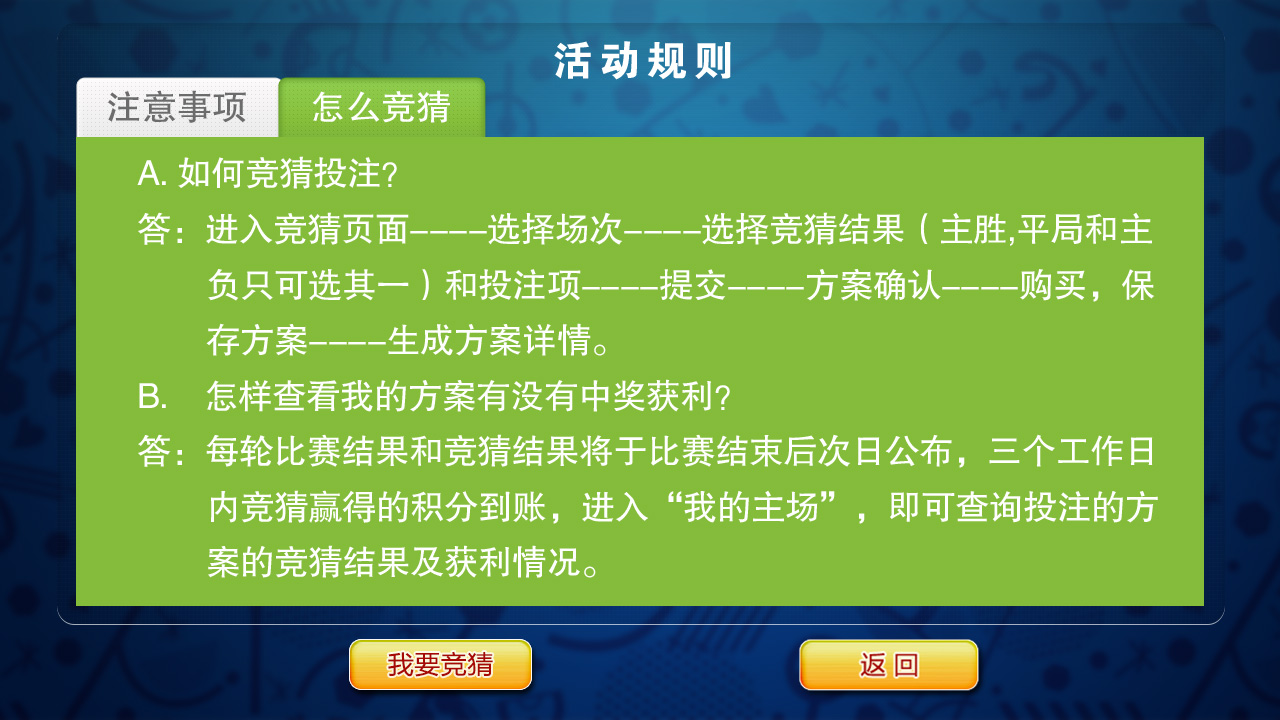 活动规则
注意事项
怎么竞猜
A. 如何竞猜投注?
答：进入竞猜页面----选择场次----选择竞猜结果（主胜,平局和主
负只可选其一）和投注项----提交----方案确认----购买，保
存方案----生成方案详情。
B. 怎样查看我的方案有没有中奖获利?
答：每轮比赛结果和竞猜结果将于比赛结束后次日公布，三个工作日
内竞猜赢得的积分到账，进入“我的主场”，即可查询投注的方
案的竞猜结果及获利情况。
我要竞猜
返回